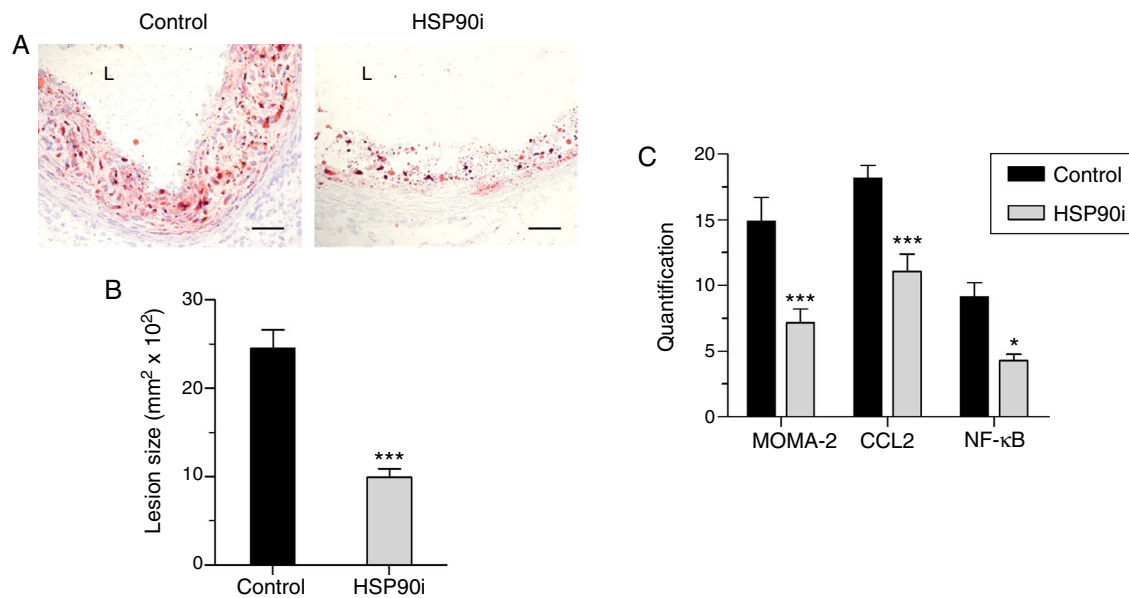 Control HSP90i
A
L L
B
30
20
10
0
Lesion size (mm² x 10²)
***
Control HSP90i
C
20
15
10
5
0
Quantification
***
***
*
MOMA-2 CCL2 NF-κB
Control
HSP90i